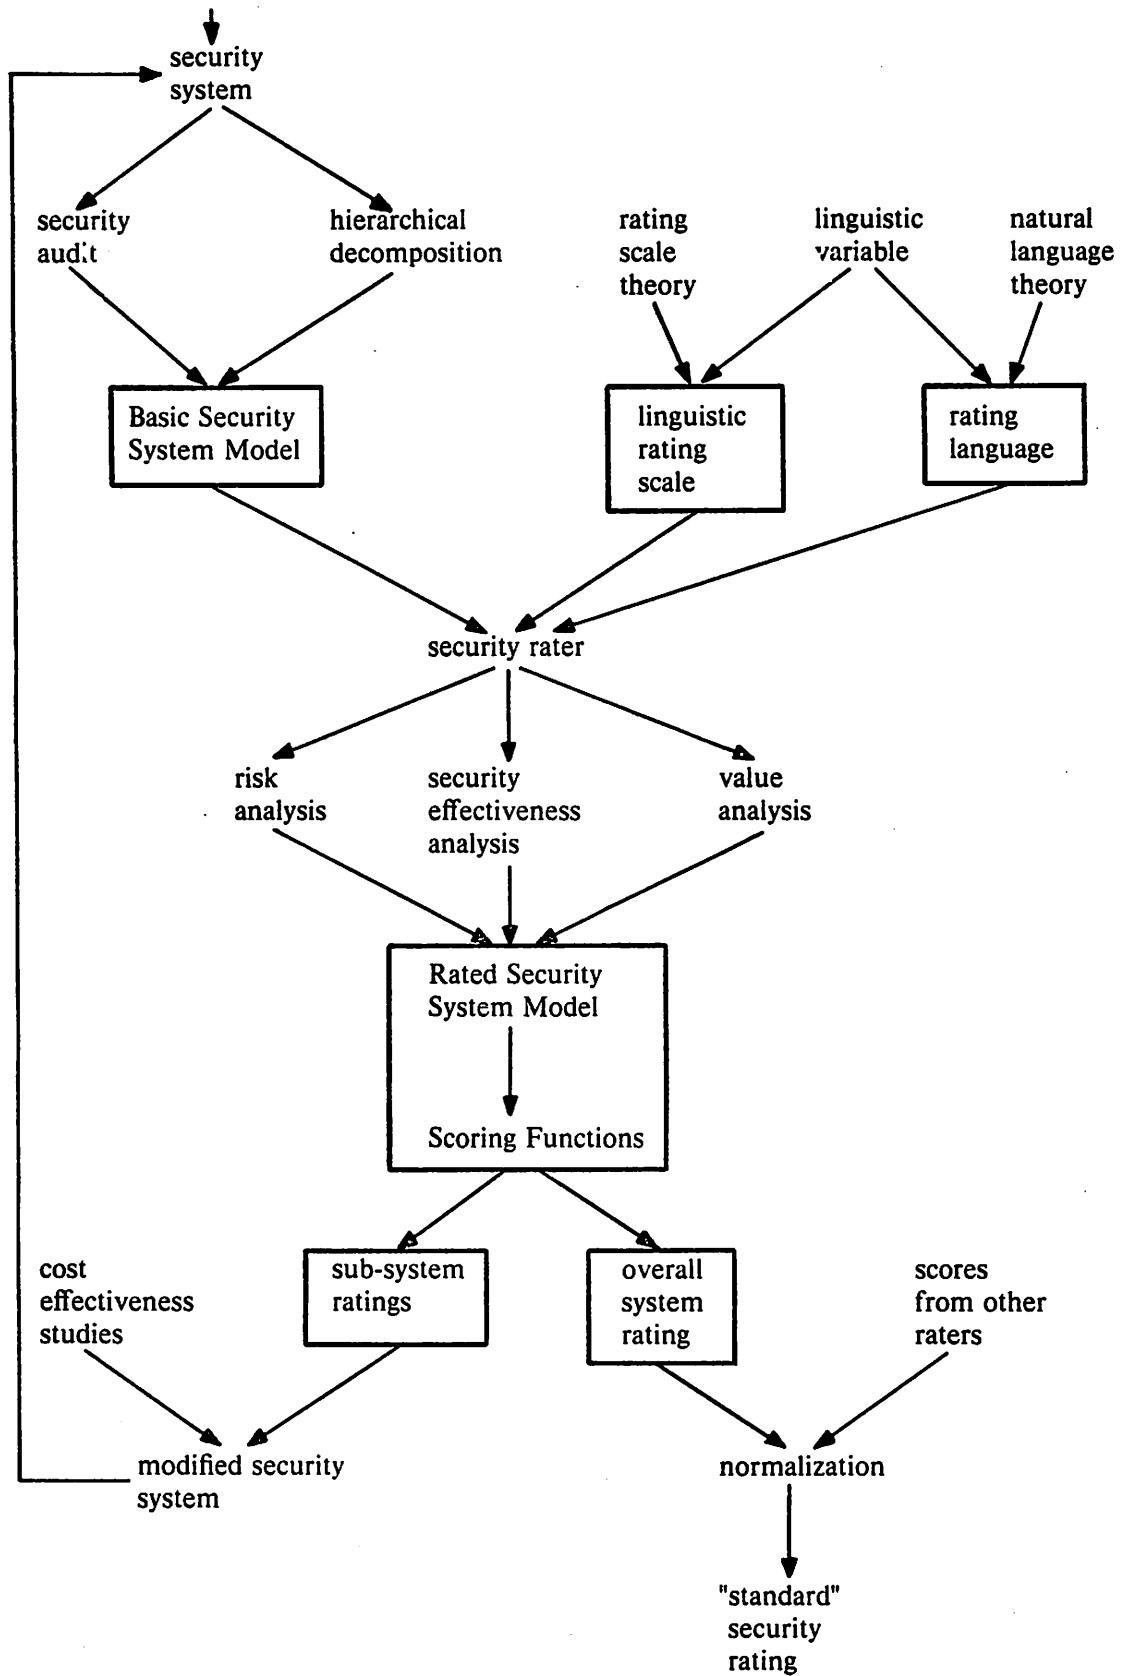 security
system
security
audit
hierarchical
decomposition
rating
scale
theory
linguistic
variable
natural
language
theory
Basic Security
System Model
linguistic
rating
scale
rating
language
security rater
risk
analysis
security
effectiveness
analysis
value
analysis
Rated Security
System Model
Scoring Functions
cost
effectiveness
studies
sub-system
ratings
overall
system
rating
scores
from other
raters
modified security
system
normalization
"standard"
security
rating